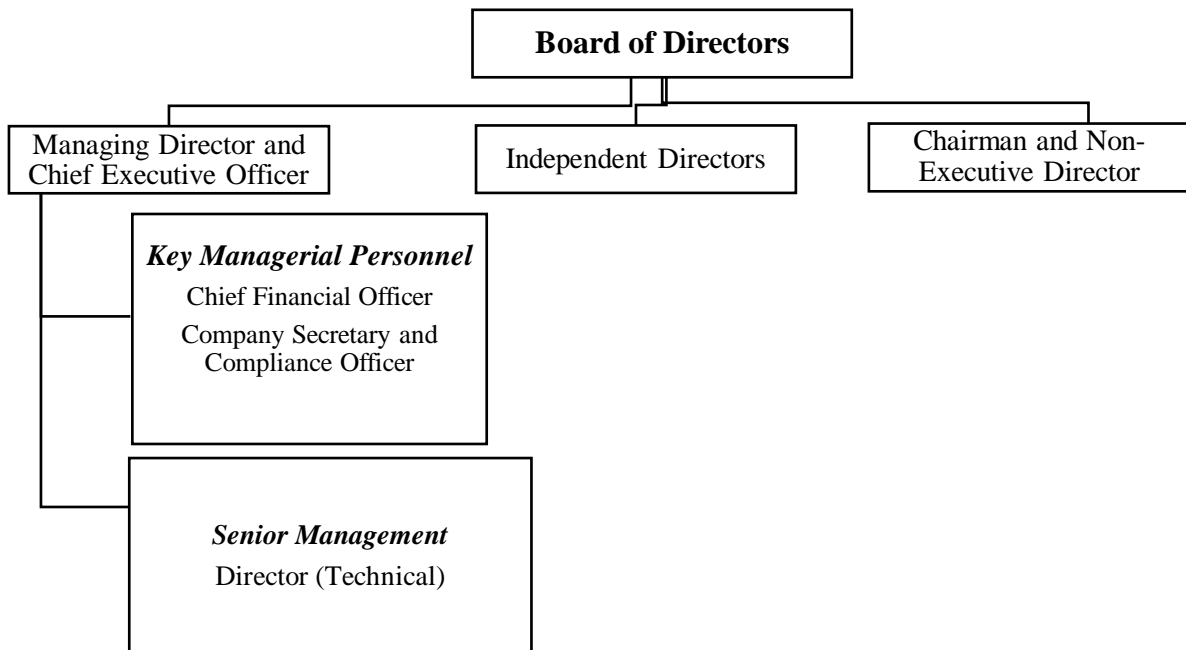 Board of Directors
Managing Director and
Chief Executive Officer
Independent Directors
Chairman and Non-
Executive Director
Key Managerial Personnel
Chief Financial Officer
Company Secretary and
Compliance Officer
Senior Management
Director (Technical)